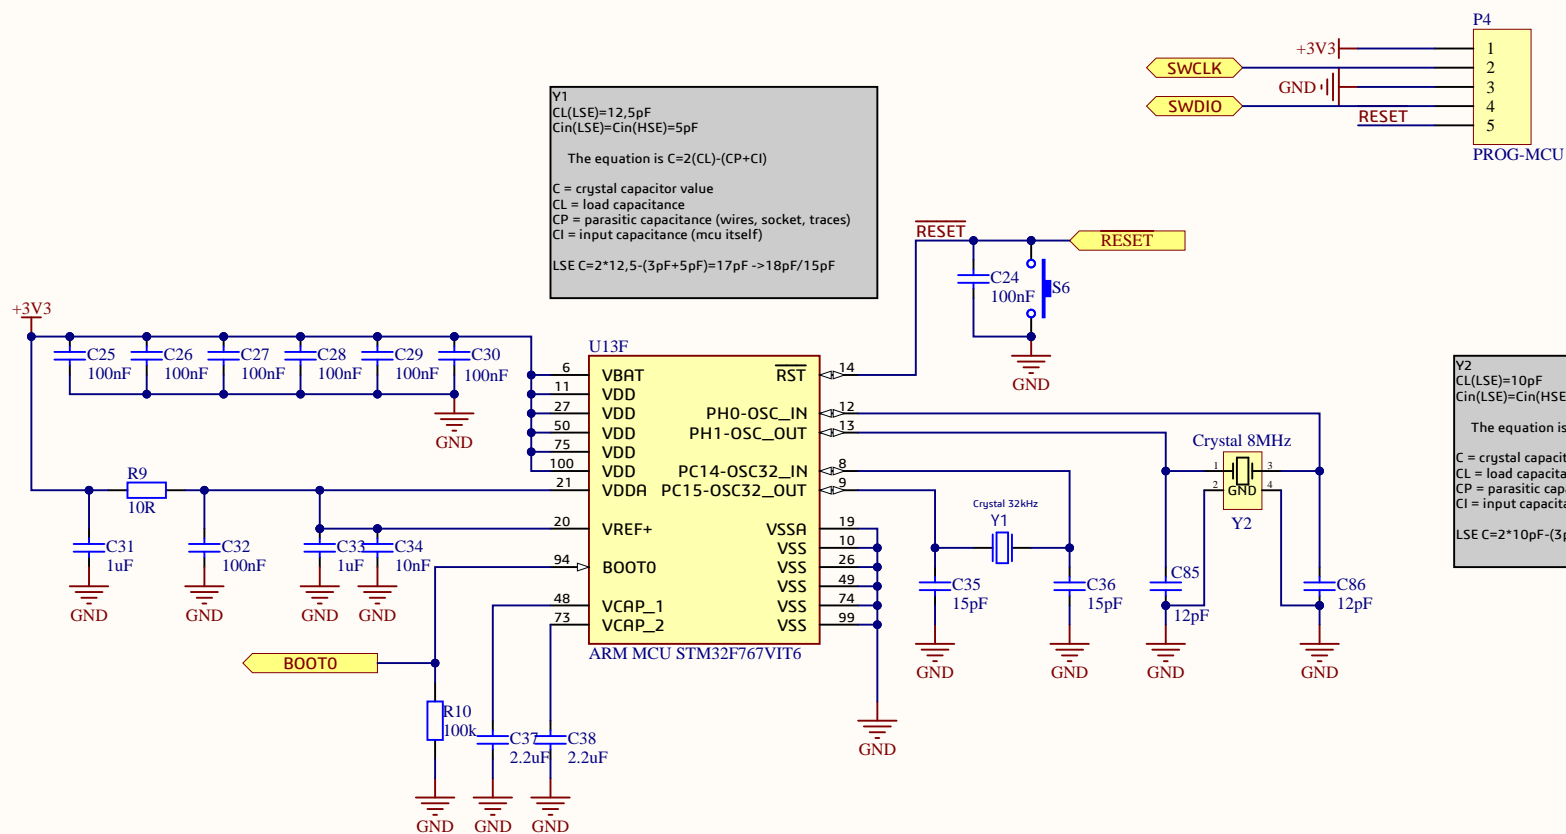 P4
+3V3
1
SWCLK
2
GND
3
SWDIO
4
RESET
5
PROG-MCU
Y1
CL(LSE)=12,5pF
Cin(LSE)=Cin(HSE)=5pF
The equation is C=2(CL)-(CP+CI)
C = crystal capacitor value
CL = load capacitance
CP = parasitic capacitance (wires, socket, traces)
CI = input capacitance (mcu itself)
LSE C=2*12,5-(3pF+5pF)=17pF ->18pF/15pF
RESET
RESET
C24
100nF
S6
GND
+3V3
C25
100nF
C26
100nF
C27
100nF
C28
100nF
C29
100nF
C30
100nF
GND
U13F
6 VBAT
11 VDD
27 VDD
50 VDD
75 VDD
100 VDD
21 VDDA
20 VREF+
94 BOOT0
48 VCAP_1
73 VCAP_2
RST 14
PH0-OSC_IN 12
PH1-OSC_OUT 13
PC14-OSC32_IN 8
PC15-OSC32_OUT 9
VSSA 19
VSS 10
VSS 26
VSS 49
VSS 74
VSS 99
ARM MCU STM32F767VIT6
GND
R9
10R
C31
1uF
GND
C32
100nF
GND
C33
1uF
GND
C34
10nF
GND
BOOT0
R10
100k
GND
C37
2.2uF
GND
C38
2.2uF
GND
Crystal 32kHz
Y1
C35
15pF
GND
C36
15pF
GND
Crystal 8MHz
1
3
2
GND
4
Y2
C85
12pF
GND
C86
12pF
GND
Y2
CL(LSE)=10pF
Cin(LSE)=Cin(HSE
The equation is
C = crystal capacit
CL = load capacita
CP = parasitic cap
CI = input capacita
LSE C=2*10pF-(3p